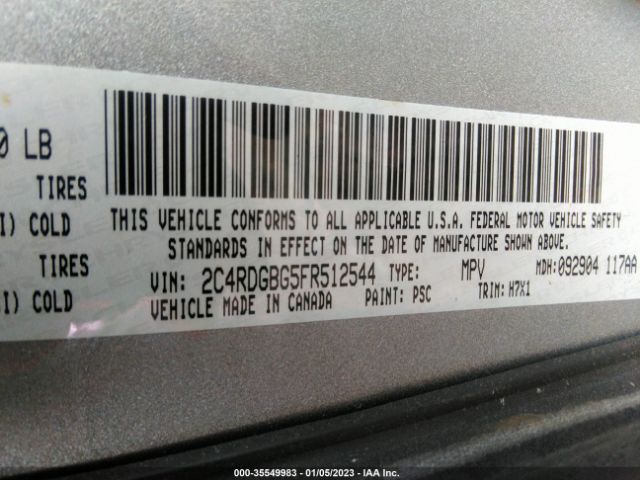 0 LB
TIRES
I) COLD
TIRES
SI) COLD
THIS VEHICLE CONFORMS TO ALL APPLICABLE U.S.A. FEDERAL MOTOR VEHICLE SAFETY
STANDARDS IN EFFECT ON THE DATE OF MANUFACTURE SHOWN ABOVE.
VIN: 2C4RDGBG5FR512544 TYPE: MPV MDH: 092904 117AA
VEHICLE MADE IN CANADA PAINT: PSC TRIM: H7X1
000-35549983 - 01/05/2023 - IAA Inc.